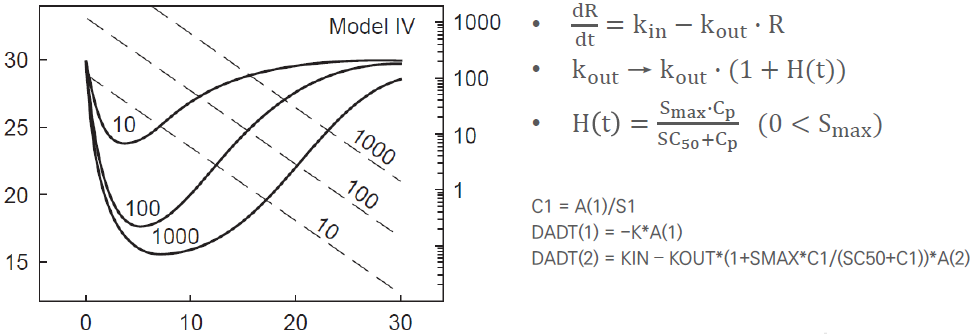 Model IV
30
25
20
15
0
10
20
30
1000
100
10
1
10
100
1000
1000
100
10
• dR/dt = k_in − k_out · R
• k_out → k_out · (1 + H(t))
• H(t) = S_max·C_p / SC_50+C_p (0 < S_max)
C1 = A(1)/S1
DADT(1) = −K*A(1)
DADT(2) = KIN − KOUT*(1+SMAX*C1/(SC50+C1))*A(2)